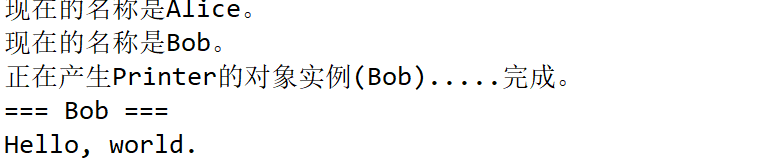 现在的名称是Alice。
现在的名称是Bob。
正在产生Printer的对象实例(Bob).....完成。
=== Bob ===
Hello, world.